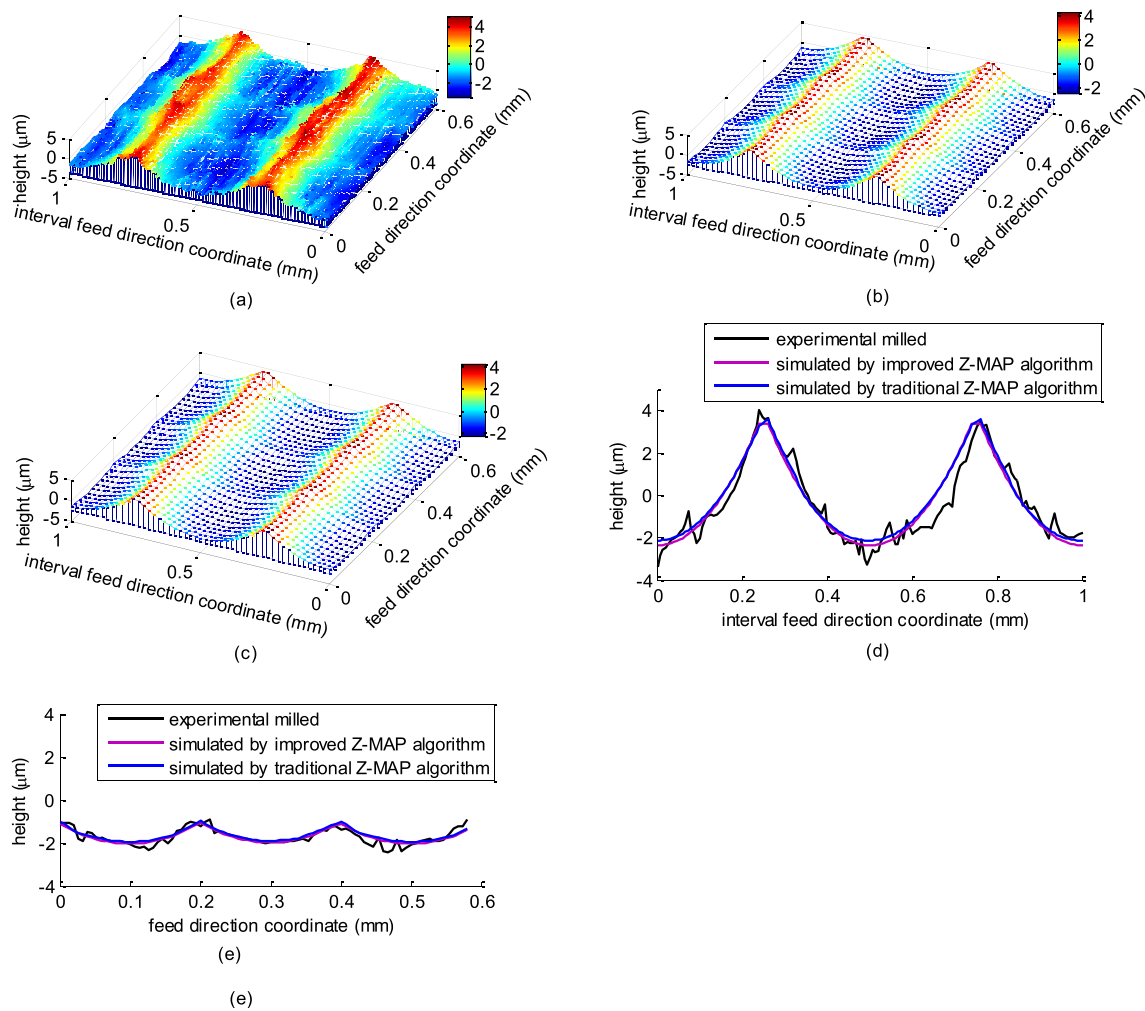 4
2
0
-2
5
0
-5
height (μm)
1
0.5
0
interval feed direction coordinate (mm)
0
0.2
0.4
0.6
feed direction coordinate (mm)
(a)
4
3
2
1
0
-1
-2
5
0
-5
height (μm)
1
0.5
0
interval feed direction coordinate (mm)
0
0.2
0.4
0.6
feed direction coordinate (mm)
(b)
4
2
0
-2
5
0
-5
height (μm)
1
0.5
0
interval feed direction coordinate (mm)
0
0.2
0.4
0.6
feed direction coordinate (mm)
(c)
experimental milled
simulated by improved Z-MAP algorithm
simulated by traditional Z-MAP algorithm
4
2
0
-2
-4
height (μm)
0 0.2 0.4 0.6 0.8 1
interval feed direction coordinate (mm)
(d)
experimental milled
simulated by improved Z-MAP algorithm
simulated by traditional Z-MAP algorithm
4
2
0
-2
-4
height (μm)
0 0.1 0.2 0.3 0.4 0.5 0.6
feed direction coordinate (mm)
(e)
(e)